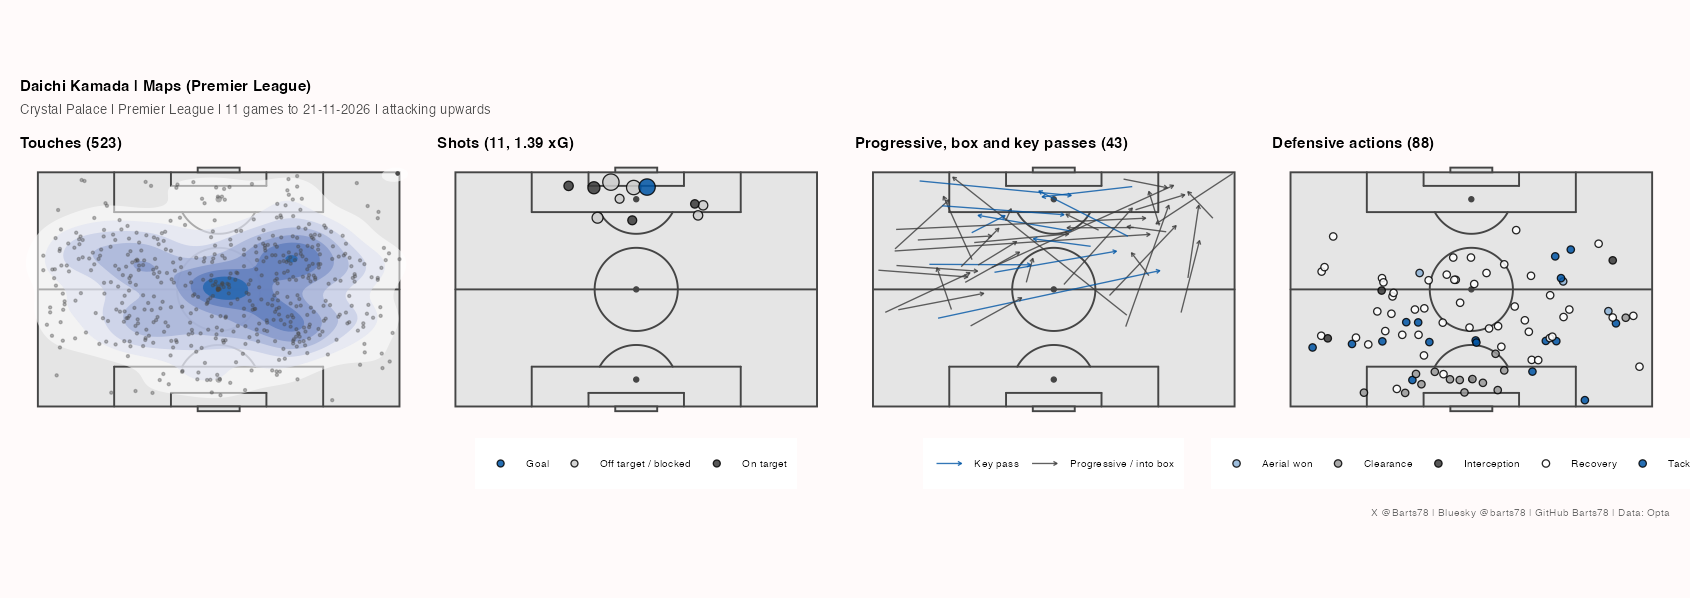 Daichi Kamada | Maps (Premier League)
Crystal Palace | Premier League | 11 games to 21-11-2026 | attacking upwards
Touches (523)
Shots (11, 1.39 xG)
Progressive, box and key passes (43)
Defensive actions (88)
Goal
Off target / blocked
On target
Key pass
Progressive / into box
Aerial won
Clearance
Interception
Recovery
Tack
X @Barts78 | Bluesky @barts78 | GitHub Barts78 | Data: Opta